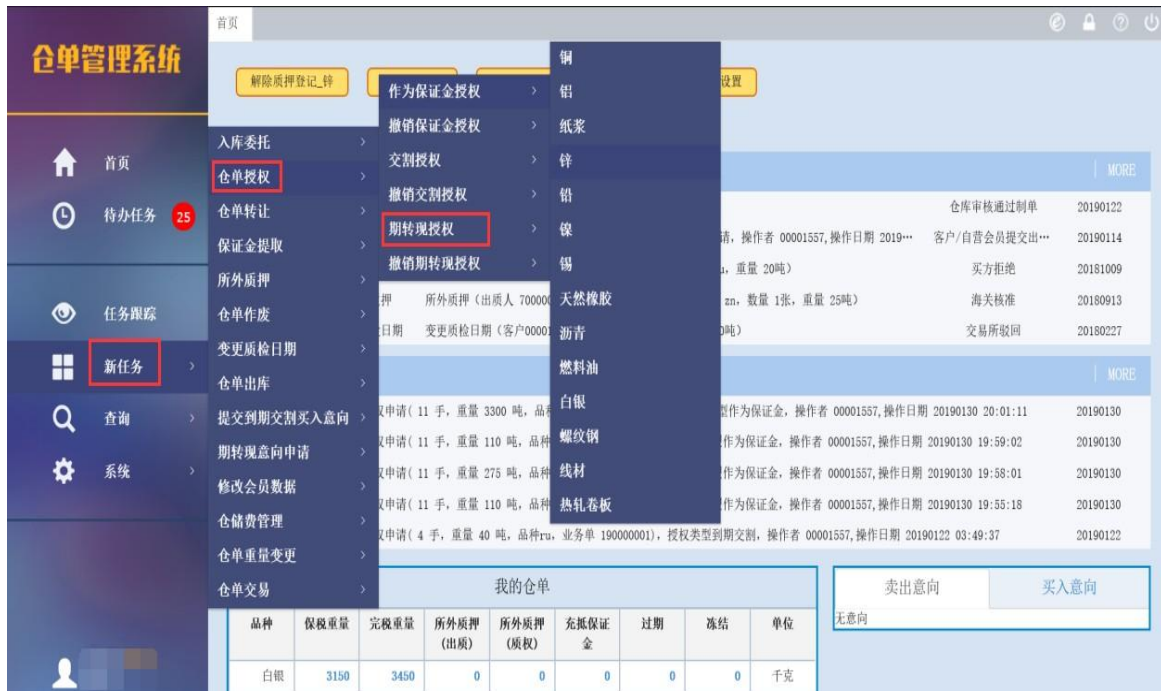 首页
仓单管理系统
解除质押登记_锌
设置
首页
待办任务 25
任务跟踪
新任务
查询
系统
入库委托
仓单授权
仓单转让
保证金提取
所外质押
仓单作废
变更质检日期
仓单出库
提交到期交割买入意向
期转现意向申请
修改会员数据
仓储费管理
仓单重量变更
仓单交易
作为保证金授权
撤销保证金授权
交割授权
撤销交割授权
期转现授权
撤销期转现授权
铜
铝
纸浆
锌
铅
镍
锡
天然橡胶
沥青
燃料油
白银
螺纹钢
线材
热轧卷板
MORE
仓库审核通过制单 20190122
请, 操作者 00001557,操作日期 2019… 客户/自营会员提交出… 20190114
u, 重量 20吨) 买方拒绝 20181009
押 所外质押 (出质人 700000 zn, 数量 1张, 重量 25吨) 海关核准 20180913
日期 变更质检日期 (客户00001 0吨) 交易所驳回 20180227
MORE
权申请( 11 手, 重量 3300 吨, 品种 型作为保证金, 操作者 00001557,操作日期 20190130 20:01:11 20190130
权申请( 11 手, 重量 110 吨, 品种 作为保证金, 操作者 00001557,操作日期 20190130 19:59:02 20190130
权申请( 11 手, 重量 275 吨, 品种 作为保证金, 操作者 00001557,操作日期 20190130 19:58:01 20190130
权申请( 11 手, 重量 110 吨, 品种 作为保证金, 操作者 00001557,操作日期 20190130 19:55:18 20190130
权申请( 4 手, 重量 40 吨, 品种ru, 业务单 190000001), 授权类型到期交割, 操作者 00001557,操作日期 20190122 03:49:37 20190122
我的仓单
品种 保税重量 完税重量 所外质押(出质) 所外质押(质权) 充抵保证金 过期 冻结 单位
白银 3150 3450 0 0 0 0 0 千克
卖出意向 买入意向
无意向